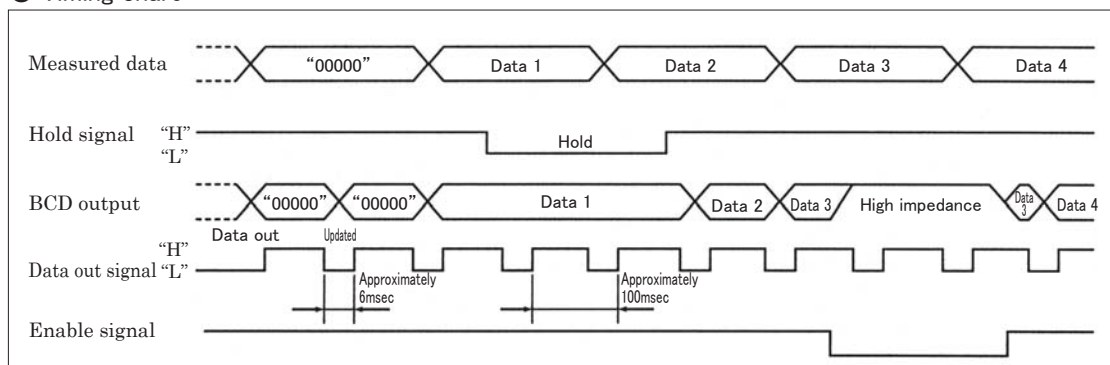 Measured data "00000" Data 1 Data 2 Data 3 Data 4
Hold signal "H" "L" Hold
BCD output "00000" "00000" Data 1 Data 2 Data 3 High impedance Data 3 Data 4
Data out Updated
Data out signal "H" "L" Approximately 6msec Approximately 100msec
Enable signal